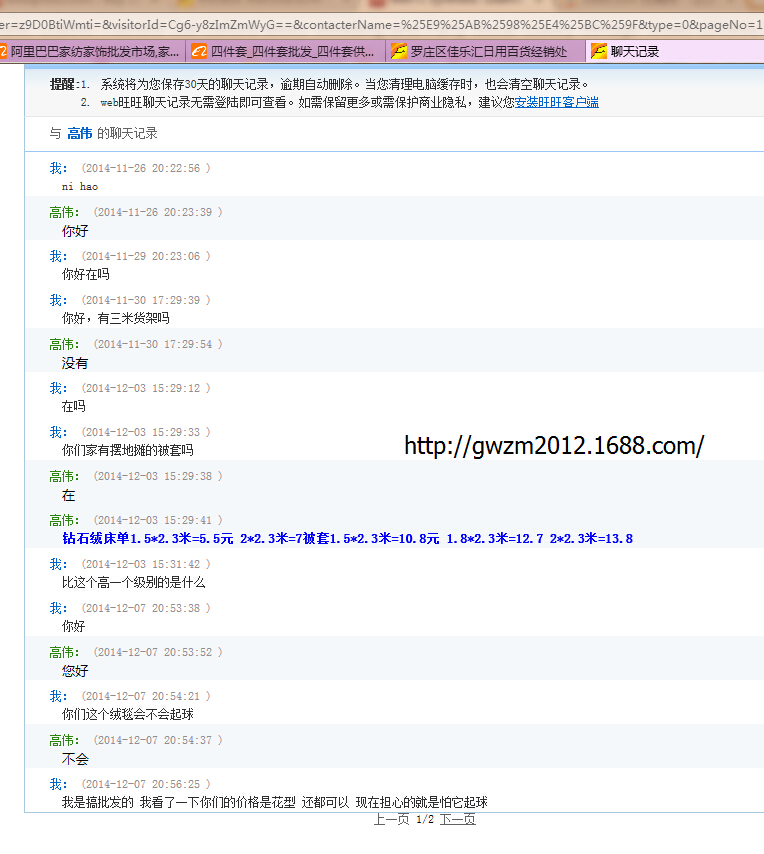 er=z9D0BtiWmti=&visitorId=Cg6-y8zImZmWyG==&contacterName=%25E9%25AB%2598%25E4%25BC%259F&type=0&pageNo=1
阿里巴巴家纺家饰批发市场,家... 四件套_四件套批发_四件套供... 罗庄区佳乐汇日用百货经销处 聊天记录
提醒:1. 系统将为您保存30天的聊天记录，逾期自动删除。当您清理电脑缓存时，也会清空聊天记录。
2. web旺旺聊天记录无需登陆即可查看。如需保留更多或需保护商业隐私，建议您安装旺旺客户端
与 高伟 的聊天记录
我: (2014-11-26 20:22:56 )
ni hao
高伟: (2014-11-26 20:23:39 )
你好
我: (2014-11-29 20:23:06 )
你好在吗
我: (2014-11-30 17:29:39 )
你好，有三米货架吗
高伟: (2014-11-30 17:29:54 )
没有
我: (2014-12-03 15:29:12 )
在吗
我: (2014-12-03 15:29:33 )
你们家有摆地摊的被套吗
http://gwzm2012.1688.com/
高伟: (2014-12-03 15:29:38 )
在
高伟: (2014-12-03 15:29:41 )
钻石绒床单1.5*2.3米=5.5元 2*2.3米=7被套1.5*2.3米=10.8元 1.8*2.3米=12.7 2*2.3米=13.8
我: (2014-12-03 15:31:42 )
比这个高一个级别的是什么
我: (2014-12-07 20:53:38 )
你好
高伟: (2014-12-07 20:53:52 )
您好
我: (2014-12-07 20:54:21 )
你们这个绒毯会不会起球
高伟: (2014-12-07 20:54:37 )
不会
我: (2014-12-07 20:56:25 )
我是搞批发的 我看了一下你们的价格是花型 还都可以 现在担心的就是怕它起球
上一页 1/2 下一页